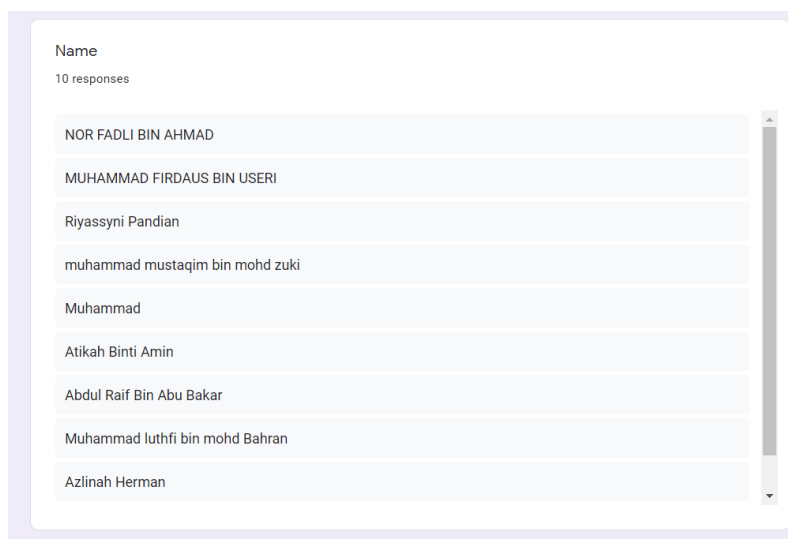 Name
10 responses
NOR FADLI BIN AHMAD
MUHAMMAD FIRDAUS BIN USERI
Riyassyni Pandian
muhammad mustaqim bin mohd zuki
Muhammad
Atikah Binti Amin
Abdul Raif Bin Abu Bakar
Muhammad luthfi bin mohd Bahran
Azlinah Herman